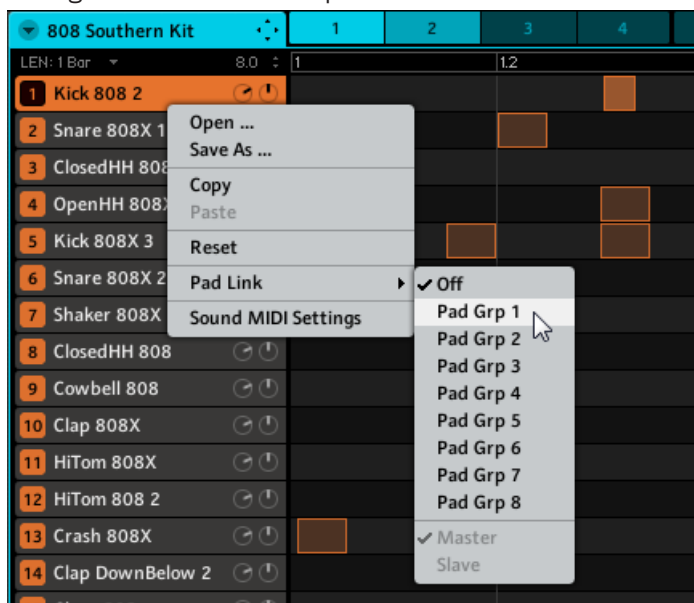 808 Southern Kit 1 2 3 4
LEN: 1 Bar 8.0 1 1.2
1 Kick 808 2
2 Snare 808X 1
3 ClosedHH 808
4 OpenHH 808X
5 Kick 808X 3
6 Snare 808X 2
7 Shaker 808X
8 ClosedHH 808
9 Cowbell 808
10 Clap 808X
11 HiTom 808X
12 HiTom 808 2
13 Crash 808X
14 Clap DownBelow 2
Open ...
Save As ...
Copy
Paste
Reset
Pad Link
Sound MIDI Settings
Off
Pad Grp 1
Pad Grp 2
Pad Grp 3
Pad Grp 4
Pad Grp 5
Pad Grp 6
Pad Grp 7
Pad Grp 8
Master
Slave